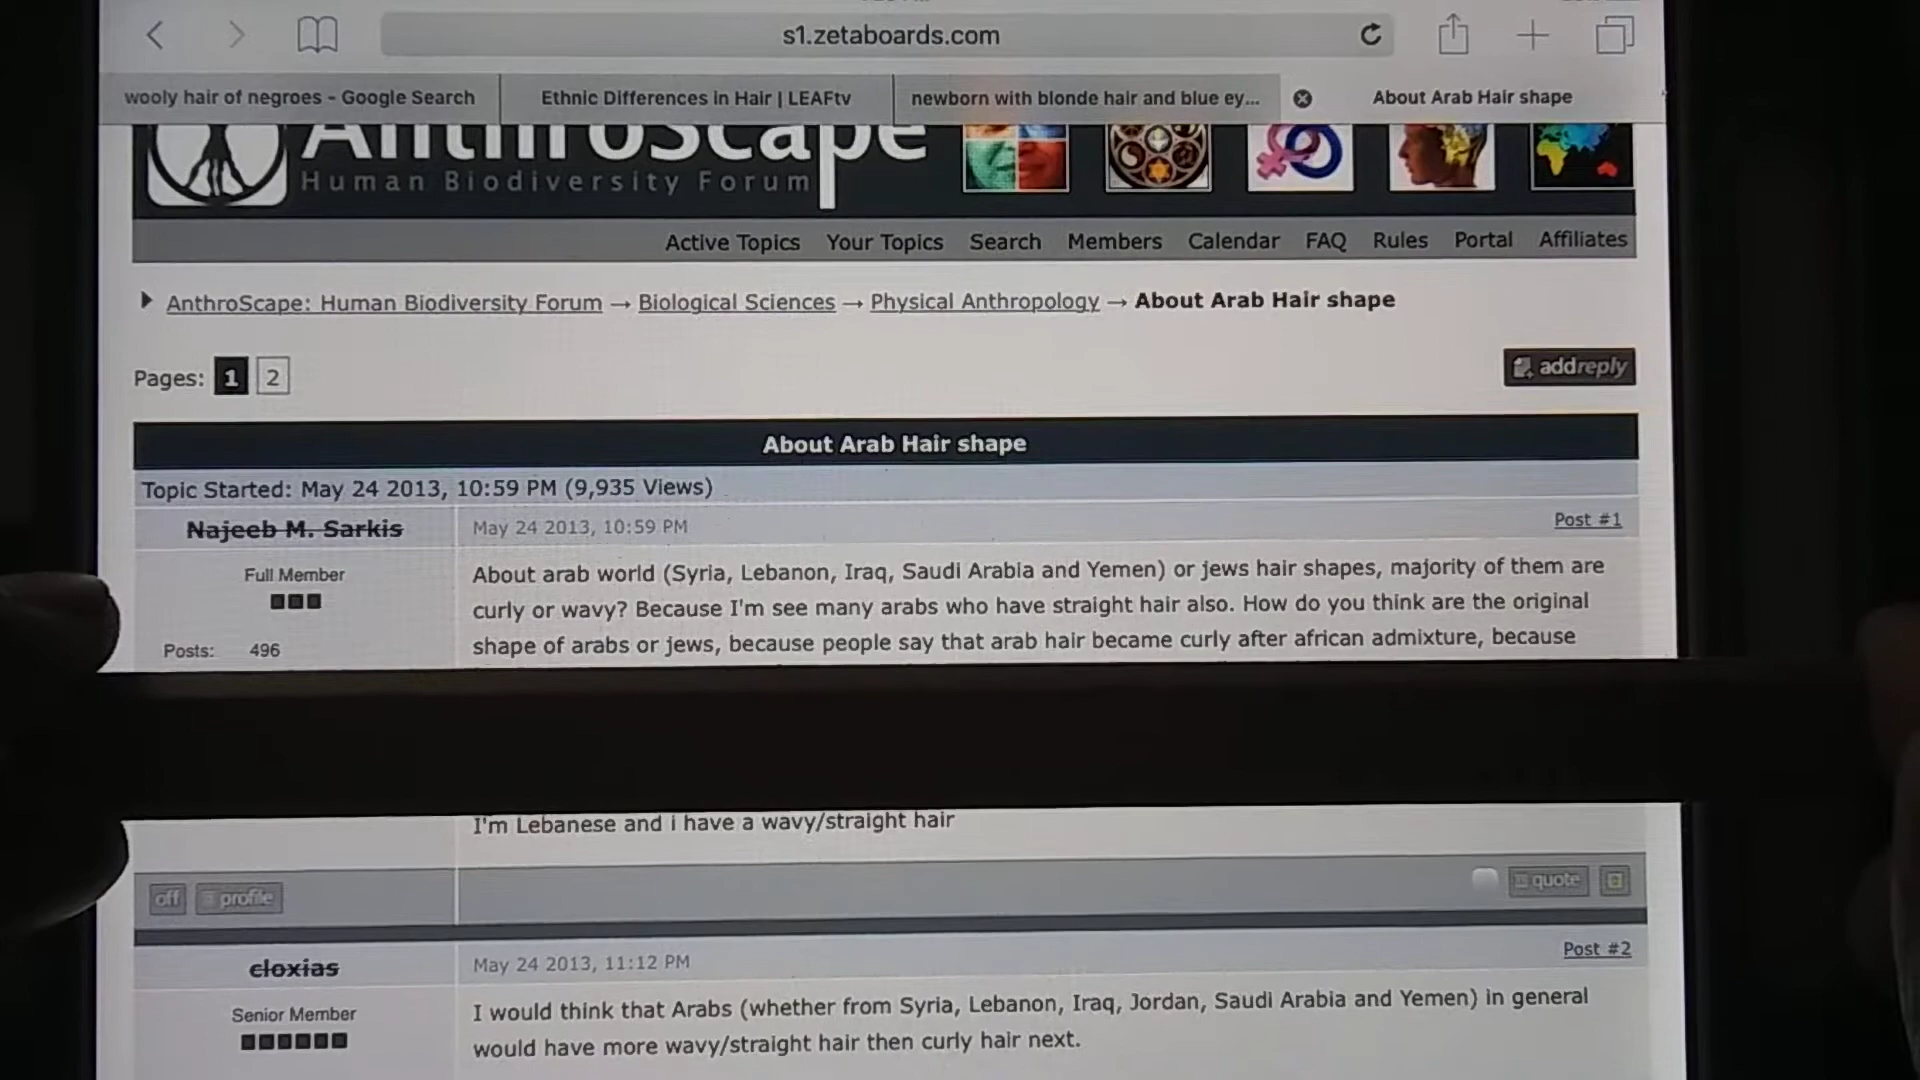 s1.zetaboards.com
wooly hair of negroes - Google Search
Ethnic Differences in Hair | LEAFtv
newborn with blonde hair and blue ey...
About Arab Hair shape
AnthroScape
Human Biodiversity Forum
Active Topics Your Topics Search Members Calendar FAQ Rules Portal Affiliates
AnthroScape: Human Biodiversity Forum → Biological Sciences → Physical Anthropology → About Arab Hair shape
Pages: 1 2
addreply
About Arab Hair shape
Topic Started: May 24 2013, 10:59 PM (9,935 Views)
Najeeb M. Sarkis
May 24 2013, 10:59 PM
Post #1
Full Member
Posts: 496
About arab world (Syria, Lebanon, Iraq, Saudi Arabia and Yemen) or jews hair shapes, majority of them are
curly or wavy? Because I'm see many arabs who have straight hair also. How do you think are the original
shape of arabs or jews, because people say that arab hair became curly after african admixture, because
I'm Lebanese and i have a wavy/straight hair
off profile
quote
cloxias
May 24 2013, 11:12 PM
Post #2
Senior Member
I would think that Arabs (whether from Syria, Lebanon, Iraq, Jordan, Saudi Arabia and Yemen) in general
would have more wavy/straight hair then curly hair next.